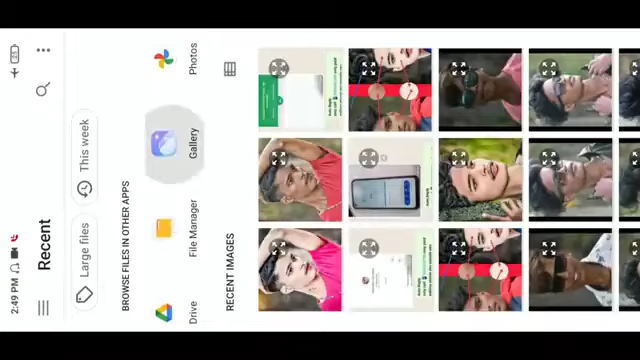 2:49 PM
Recent
Large files
This week
BROWSE FILES IN OTHER APPS
Drive
File Manager
Gallery
Photos
RECENT IMAGES